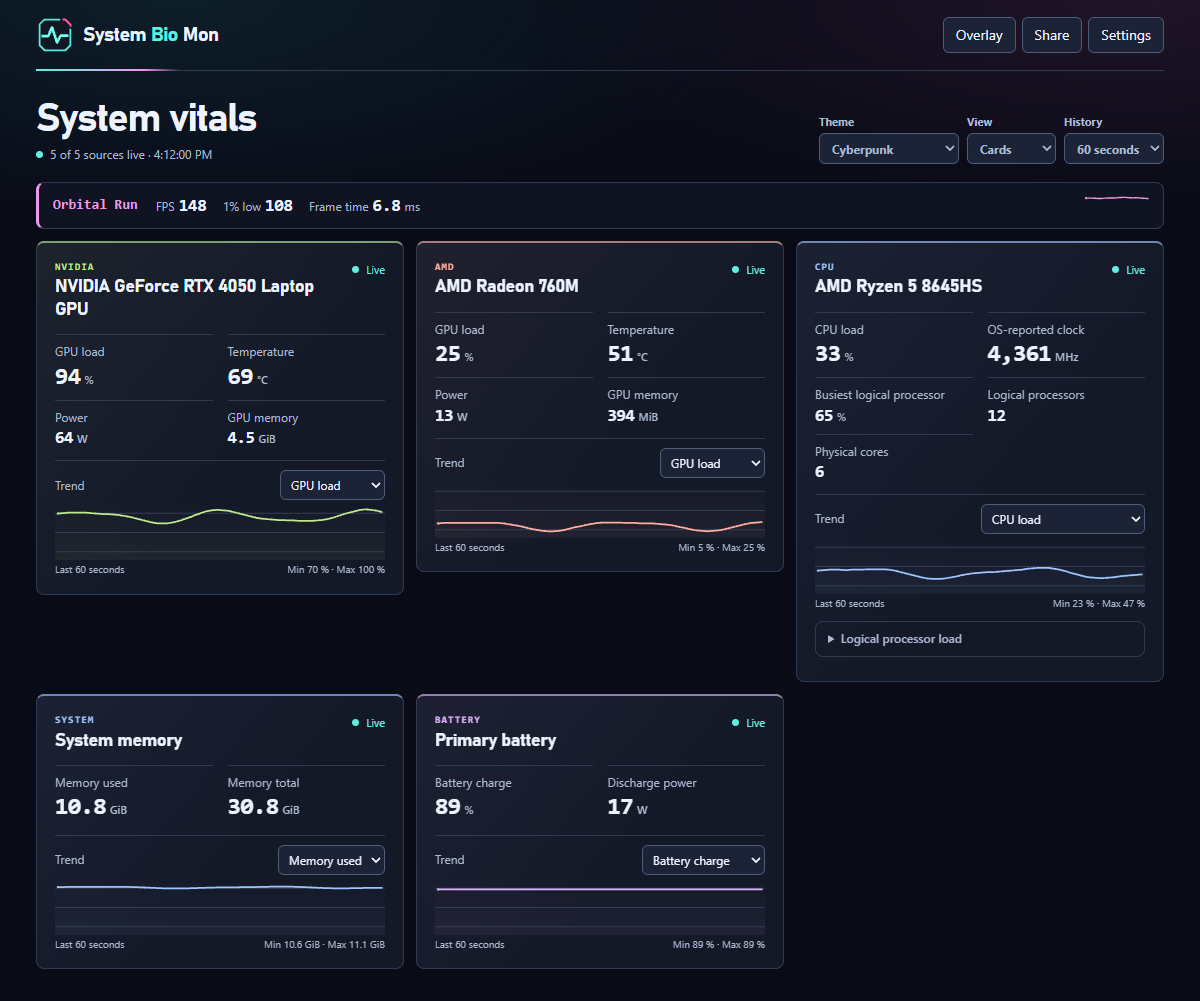 System Bio Mon
Overlay
Share
Settings
System vitals
5 of 5 sources live · 4:12:00 PM
Theme
Cyberpunk
View
Cards
History
60 seconds
Orbital Run
FPS 148
1% low 108
Frame time 6.8 ms
NVIDIA
Live
NVIDIA GeForce RTX 4050 Laptop
GPU
GPU load
94 %
Temperature
69 °C
Power
64 W
GPU memory
4.5 GiB
Trend
GPU load
Last 60 seconds
Min 70 % · Max 100 %
AMD
Live
AMD Radeon 760M
GPU load
25 %
Temperature
51 °C
Power
13 W
GPU memory
394 MiB
Trend
GPU load
Last 60 seconds
Min 5 % · Max 25 %
CPU
Live
AMD Ryzen 5 8645HS
CPU load
33 %
OS-reported clock
4,361 MHz
Busiest logical processor
65 %
Logical processors
12
Physical cores
6
Trend
CPU load
Last 60 seconds
Min 23 % · Max 47 %
Logical processor load
SYSTEM
Live
System memory
Memory used
10.8 GiB
Memory total
30.8 GiB
Trend
Memory used
Last 60 seconds
Min 10.6 GiB · Max 11.1 GiB
BATTERY
Live
Primary battery
Battery charge
89 %
Discharge power
17 W
Trend
Battery charge
Last 60 seconds
Min 89 % · Max 89 %